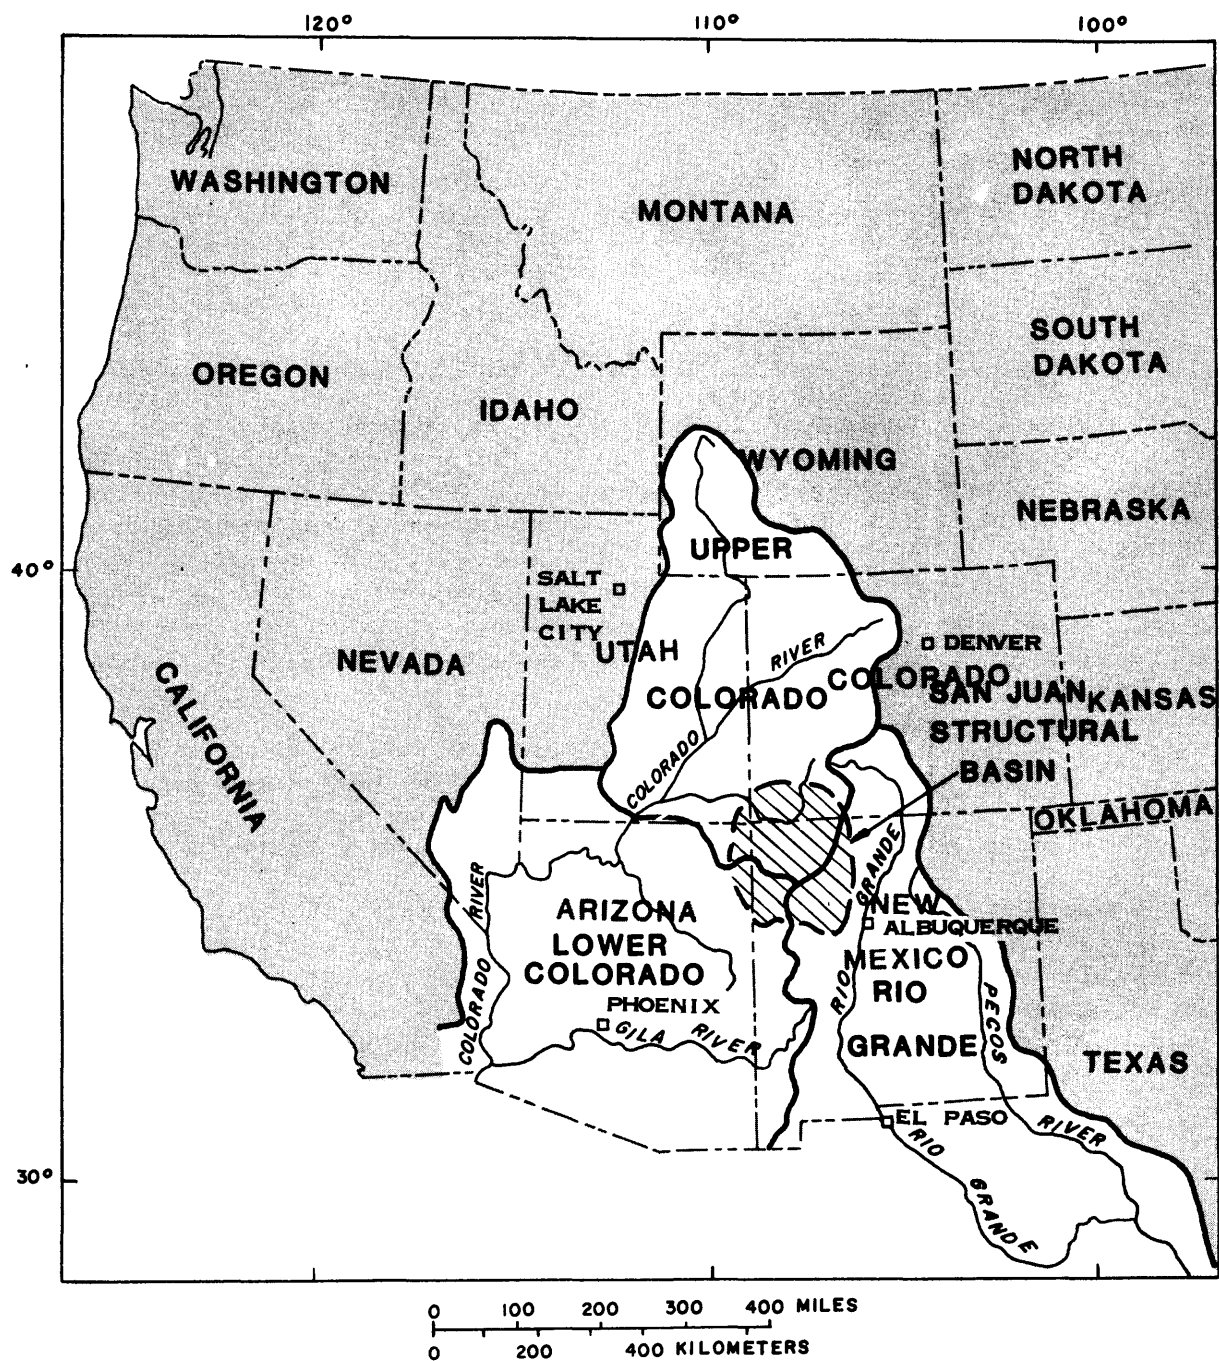 120° 110° 100°
NORTH
DAKOTA
WASHINGTON
MONTANA
SOUTH
DAKOTA
OREGON
IDAHO
WYOMING
NEBRASKA
UPPER
40°
SALT
LAKE
CITY
UTAH
NEVADA
RIVER
DENVER
COLORADO
COLORADO
COLORADO
SAN JUAN
STRUCTURAL
BASIN
KANSAS
CALIFORNIA
OKLAHOMA
GRANDE
RIVER
ARIZONA
NEW
ALBUQUERQUE
LOWER
COLORADO
MEXICO
RIO
RIO
PECOS
COLORADO
PHOENIX
GILA RIVER
GRANDE
TEXAS
EL PASO
RIVER
RIO
GRANDE
30°
0 100 200 300 400 MILES
0 200 400 KILOMETERS